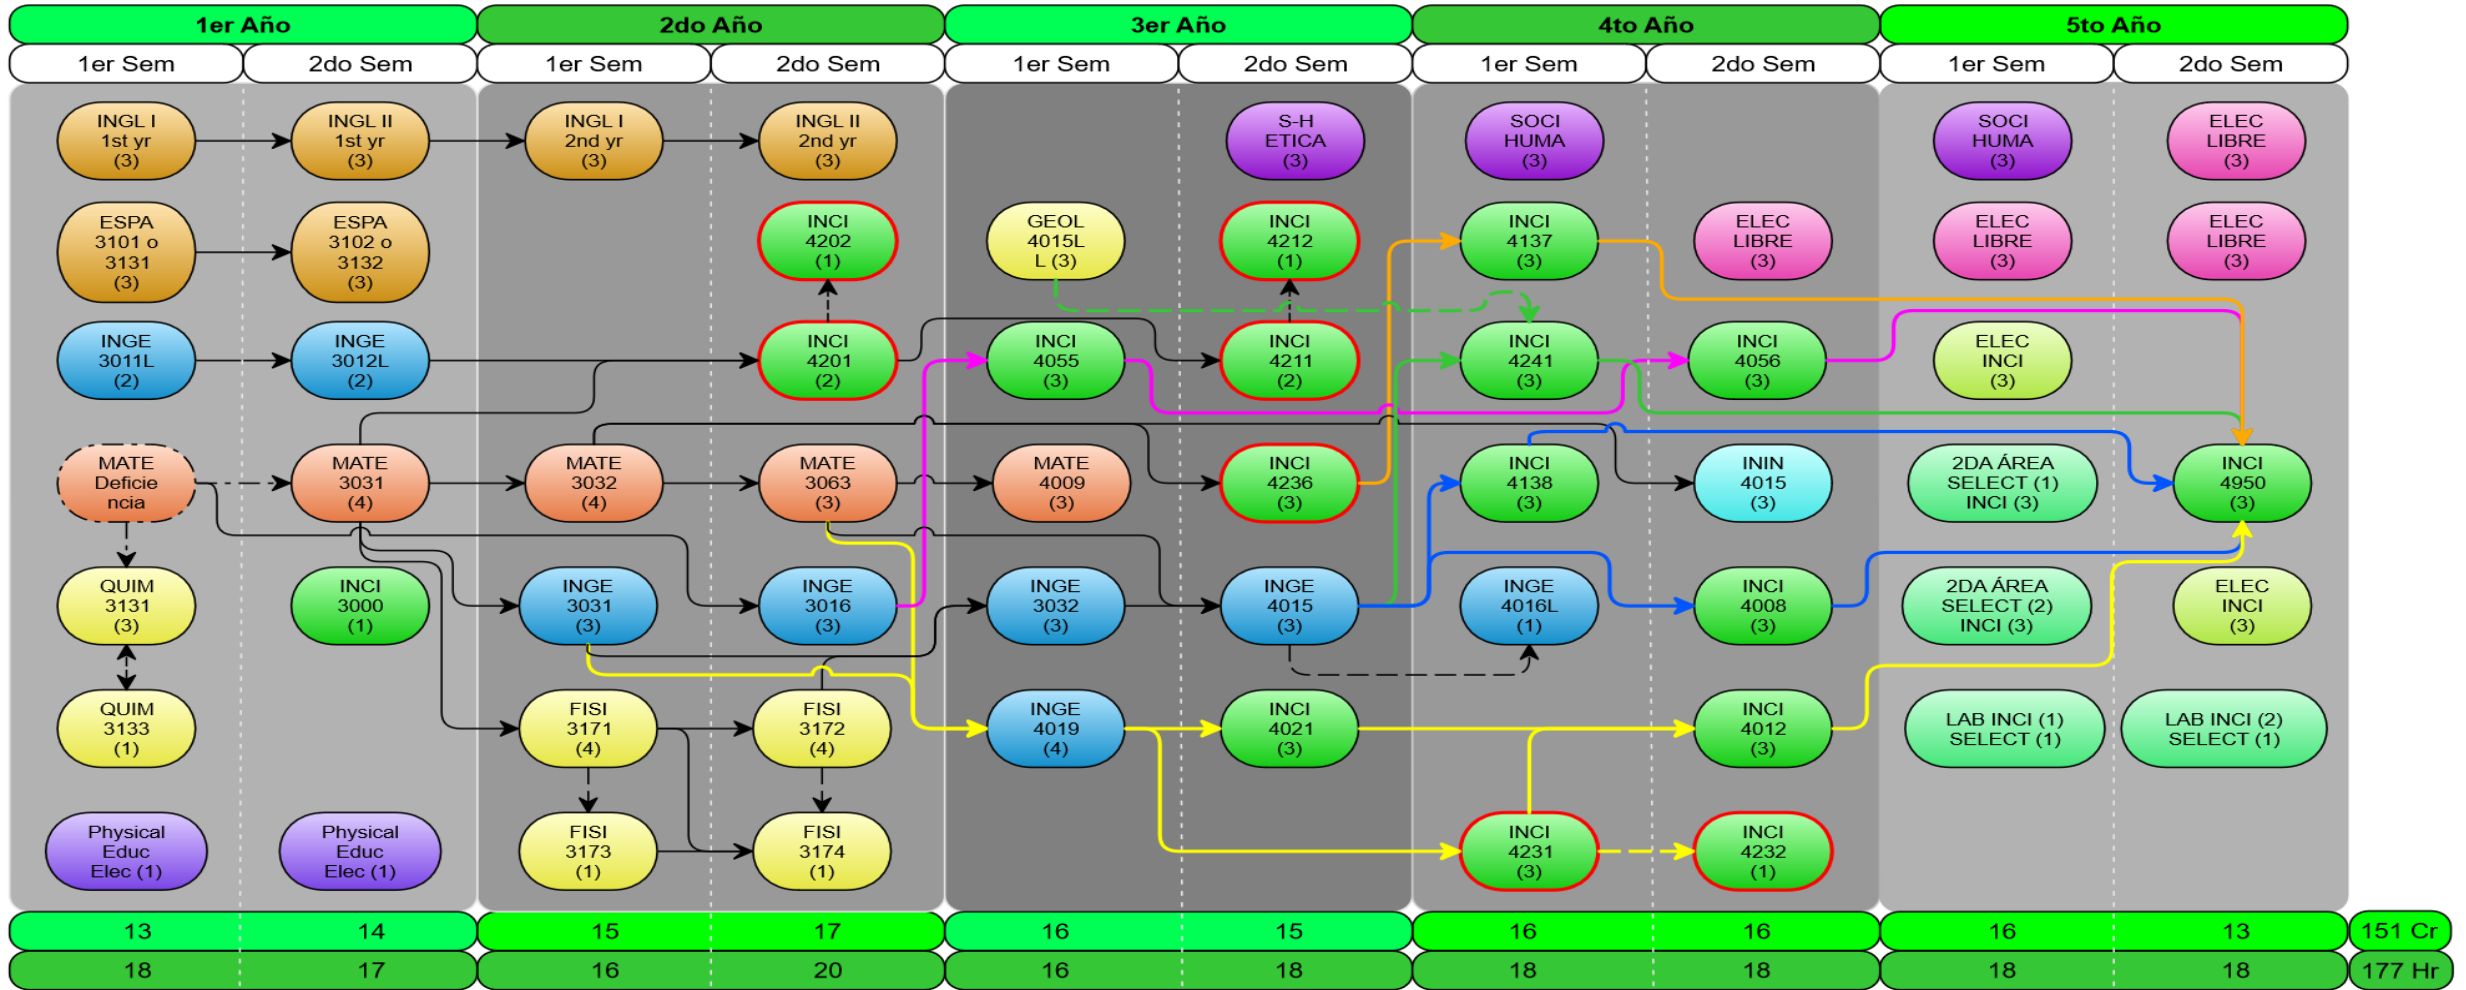 1er Año
2do Año
3er Año
4to Año
5to Año
1er Sem
2do Sem
1er Sem
2do Sem
1er Sem
2do Sem
1er Sem
2do Sem
1er Sem
2do Sem
INGL I
1st yr
(3)
INGL II
1st yr
(3)
INGL I
2nd yr
(3)
INGL II
2nd yr
(3)
S-H
ETICA
(3)
SOCI
HUMA
(3)
SOCI
HUMA
(3)
ELEC
LIBRE
(3)
ESPA
3101 o
3131
(3)
ESPA
3102 o
3132
(3)
INCI
4202
(1)
GEOL
4015L
L (3)
INCI
4212
(1)
INCI
4137
(3)
ELEC
LIBRE
(3)
ELEC
LIBRE
(3)
ELEC
LIBRE
(3)
INGE
3011L
(2)
INGE
3012L
(2)
INCI
4201
(2)
INCI
4055
(3)
INCI
4211
(2)
INCI
4241
(3)
INCI
4056
(3)
ELEC
INCI
(3)
MATE
Deficie
ncia
MATE
3031
(4)
MATE
3032
(4)
MATE
3063
(3)
MATE
4009
(3)
INCI
4236
(3)
INCI
4138
(3)
ININ
4015
(3)
2DA ÁREA
SELECT (1)
INCI (3)
INCI
4950
(3)
QUIM
3131
(3)
INCI
3000
(1)
INGE
3031
(3)
INGE
3016
(3)
INGE
3032
(3)
INGE
4015
(3)
INGE
4016L
(1)
INCI
4008
(3)
2DA ÁREA
SELECT (2)
INCI (3)
ELEC
INCI
(3)
QUIM
3133
(1)
FISI
3171
(4)
FISI
3172
(4)
INGE
4019
(4)
INCI
4021
(3)
INCI
4012
(3)
LAB INCI (1)
SELECT (1)
LAB INCI (2)
SELECT (1)
Physical
Educ
Elec (1)
Physical
Educ
Elec (1)
FISI
3173
(1)
FISI
3174
(1)
INCI
4231
(3)
INCI
4232
(1)
13 14 15 17 16 15 16 16 16 13 151 Cr
18 17 16 20 16 18 18 18 18 18 177 Hr